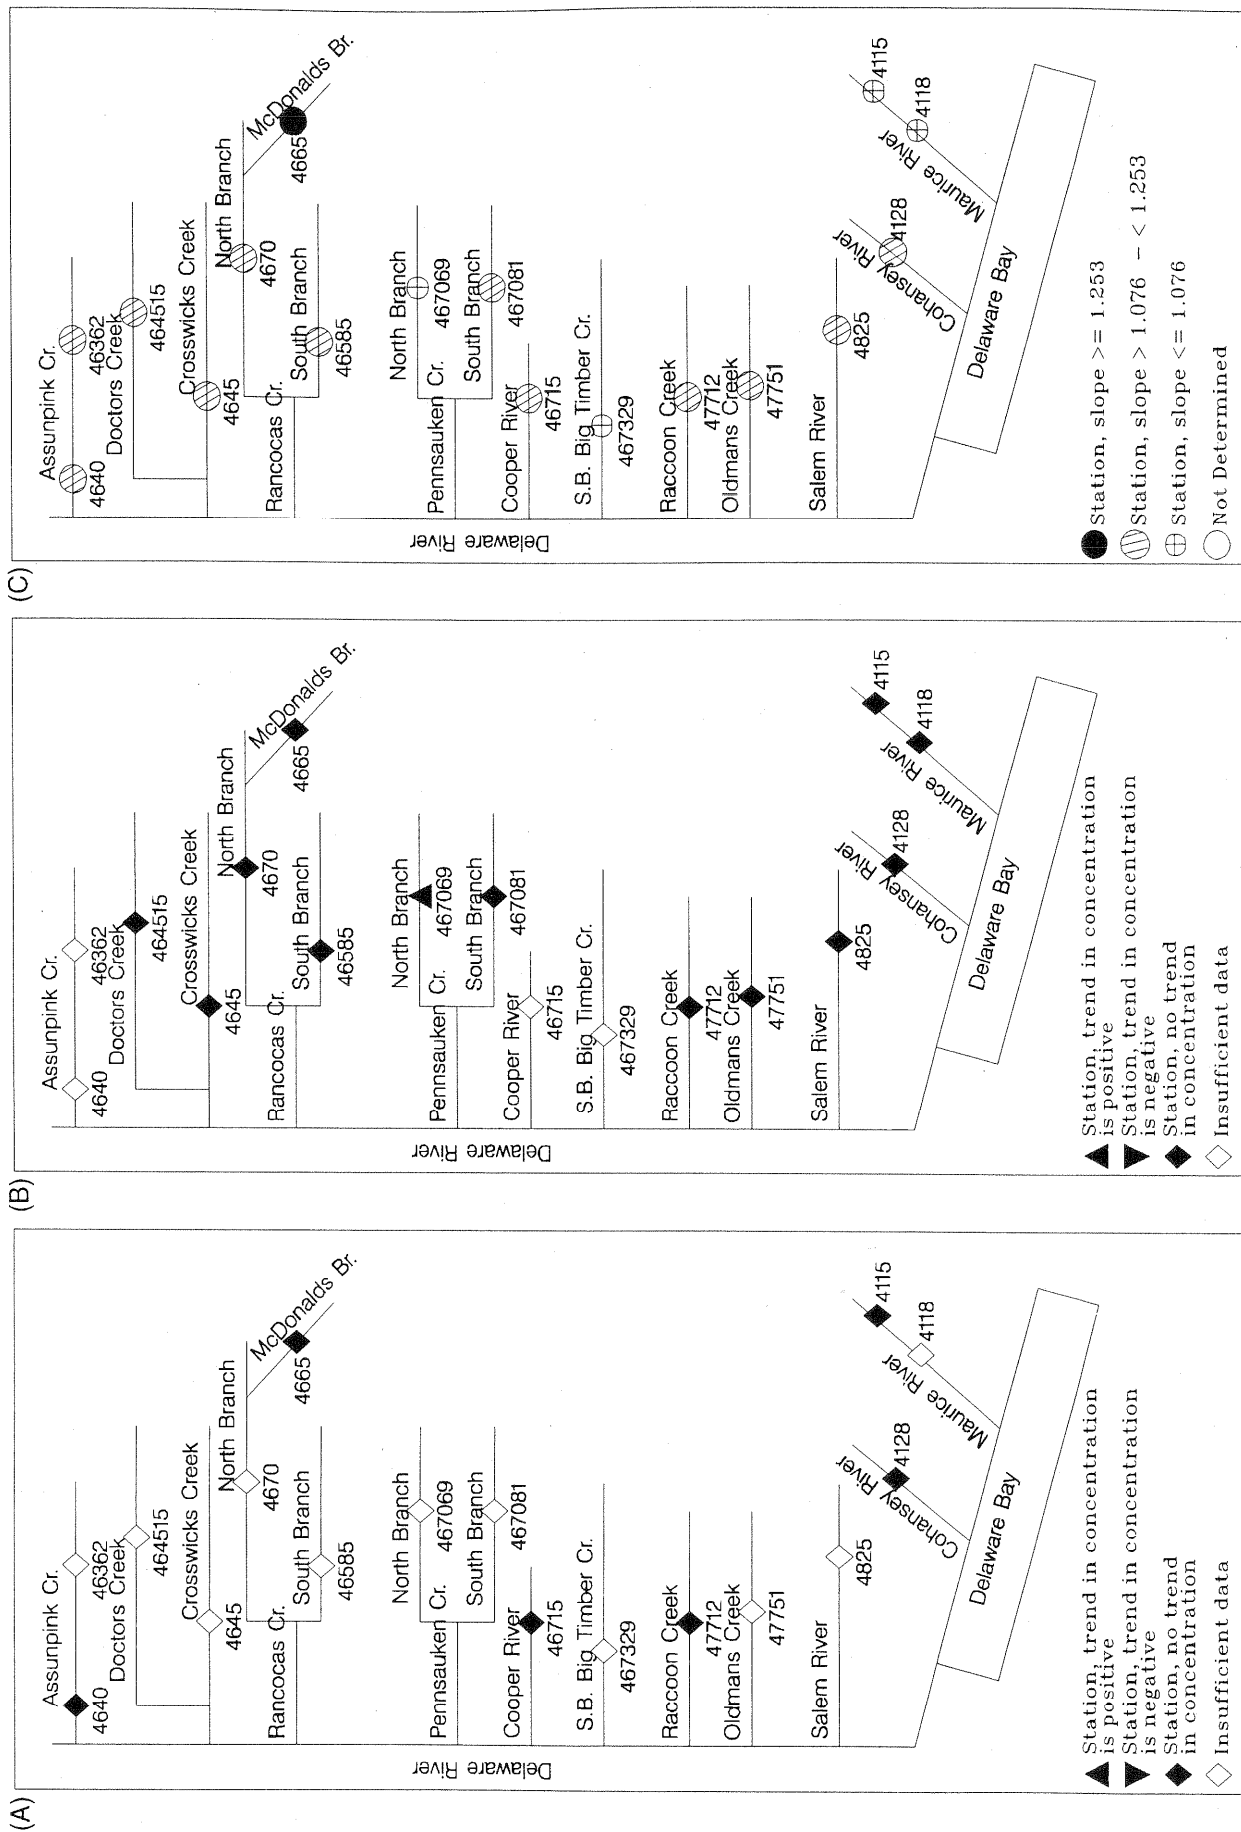 (A)
Assunpink Cr.
4640
46362
Doctors Creek
464515
Crosswicks Creek
4645
North Branch
McDonalds Br.
4665
4670
Rancocas Cr.
South Branch
46585
North Branch
467069
Pennsauken Cr.
South Branch
467081
Cooper River
46715
S.B. Big Timber Cr.
467329
Raccoon Creek
47712
Oldmans Creek
47751
Salem River
4825
Delaware River
Cohansey River
4128
Maurice River
4118
4115
Delaware Bay
Station, trend in concentration
is positive
Station, trend in concentration
is negative
Station, no trend
in concentration
Insufficient data
(B)
Assunpink Cr.
4640
46362
Doctors Creek
464515
Crosswicks Creek
4645
North Branch
McDonalds Br.
4665
4670
Rancocas Cr.
South Branch
46585
North Branch
467069
Pennsauken Cr.
South Branch
467081
Cooper River
46715
S.B. Big Timber Cr.
467329
Raccoon Creek
47712
Oldmans Creek
47751
Salem River
4825
Delaware River
Cohansey River
4128
Maurice River
4118
4115
Delaware Bay
Station, trend in concentration
is positive
Station, trend in concentration
is negative
Station, no trend
in concentration
Insufficient data
(C)
Assunpink Cr.
4640
46362
Doctors Creek
464515
Crosswicks Creek
4645
North Branch
McDonalds Br.
4665
4670
Rancocas Cr.
South Branch
46585
North Branch
467069
Pennsauken Cr.
South Branch
467081
Cooper River
46715
S.B. Big Timber Cr.
467329
Raccoon Creek
47712
Oldmans Creek
47751
Salem River
4825
Delaware River
Cohansey River
4128
Maurice River
4118
4115
Delaware Bay
Station, slope >= 1.253
Station, slope > 1.076 - < 1.253
Station, slope <= 1.076
Not Determined